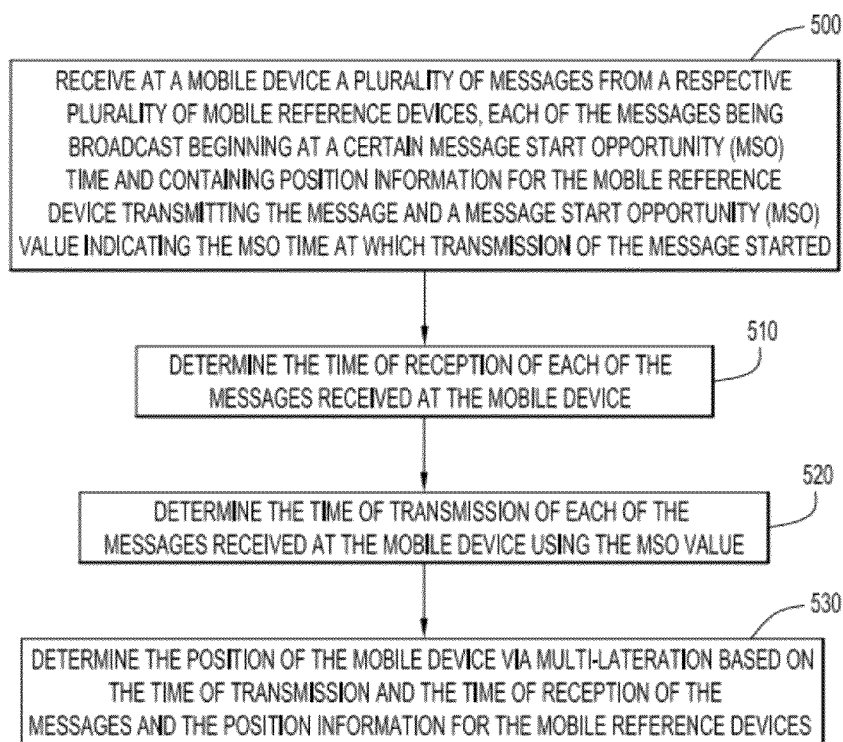 500
RECEIVE AT A MOBILE DEVICE A PLURALITY OF MESSAGES FROM A RESPECTIVE
PLURALITY OF MOBILE REFERENCE DEVICES, EACH OF THE MESSAGES BEING
BROADCAST BEGINNING AT A CERTAIN MESSAGE START OPPORTUNITY (MSO)
TIME AND CONTAINING POSITION INFORMATION FOR THE MOBILE REFERENCE
DEVICE TRANSMITTING THE MESSAGE AND A MESSAGE START OPPORTUNITY (MSO)
VALUE INDICATING THE MSO TIME AT WHICH TRANSMISSION OF THE MESSAGE STARTED
510
DETERMINE THE TIME OF RECEPTION OF EACH OF THE
MESSAGES RECEIVED AT THE MOBILE DEVICE
520
DETERMINE THE TIME OF TRANSMISSION OF EACH OF THE
MESSAGES RECEIVED AT THE MOBILE DEVICE USING THE MSO VALUE
530
DETERMINE THE POSITION OF THE MOBILE DEVICE VIA MULTI-LATERATION BASED ON
THE TIME OF TRANSMISSION AND THE TIME OF RECEPTION OF THE
MESSAGES AND THE POSITION INFORMATION FOR THE MOBILE REFERENCE DEVICES